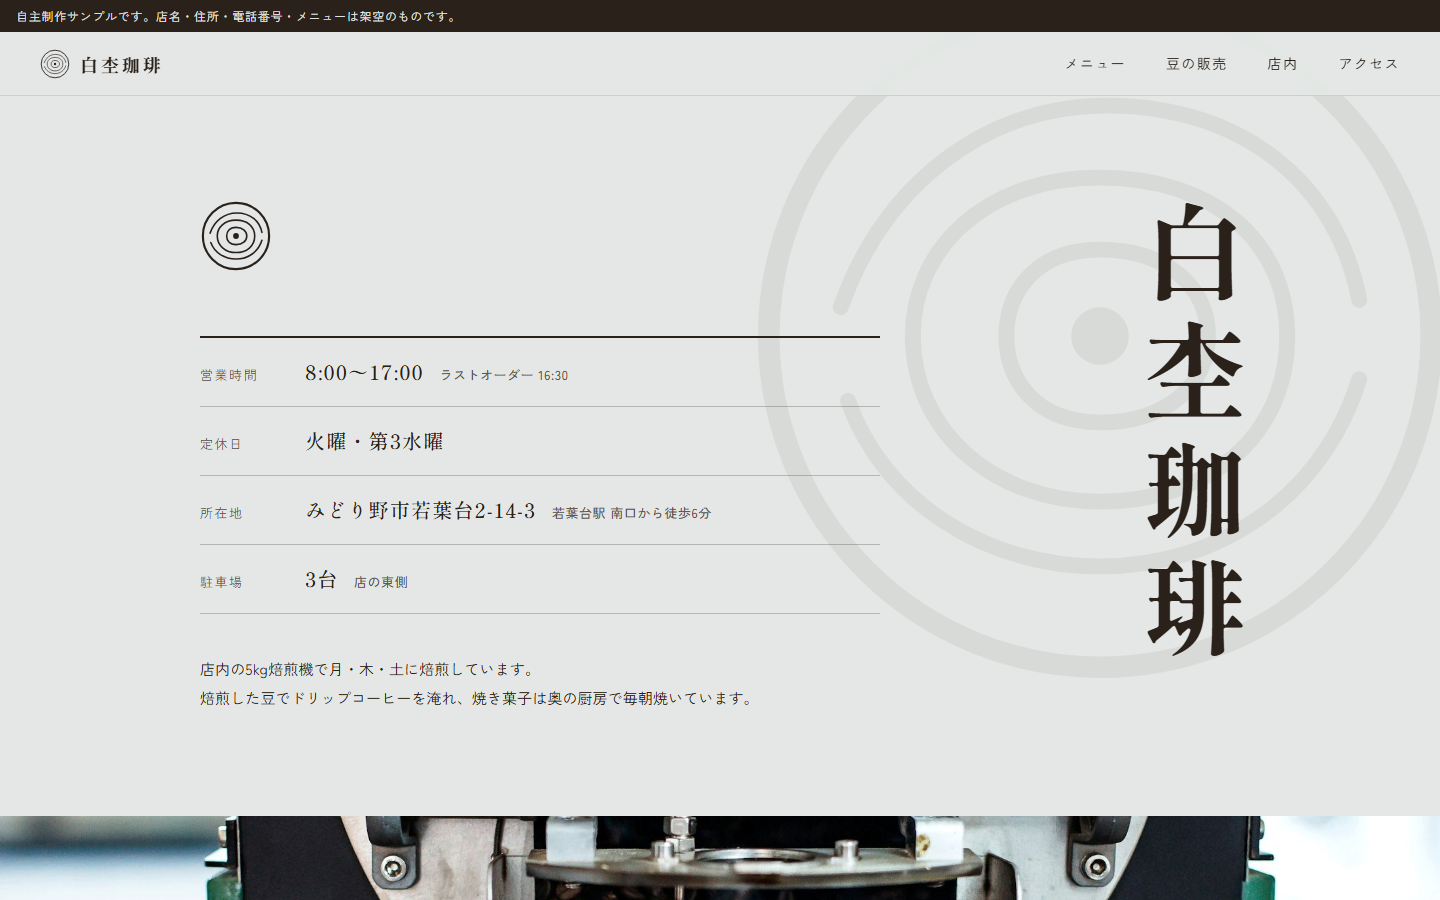 自主制作サンプルです。店名・住所・電話番号・メニューは架空のものです。
白杢珈琲
メニュー 豆の販売 店内 アクセス
白杢珈琲
営業時間 8:00〜17:00 ラストオーダー 16:30
定休日 火曜・第3水曜
所在地 みどり野市若葉台2-14-3 若葉台駅 南口から徒歩6分
駐車場 3台 店の東側
店内の5kg焙煎機で月・木・土に焙煎しています。
焙煎した豆でドリップコーヒーを淹れ、焼き菓子は奥の厨房で毎朝焼いています。